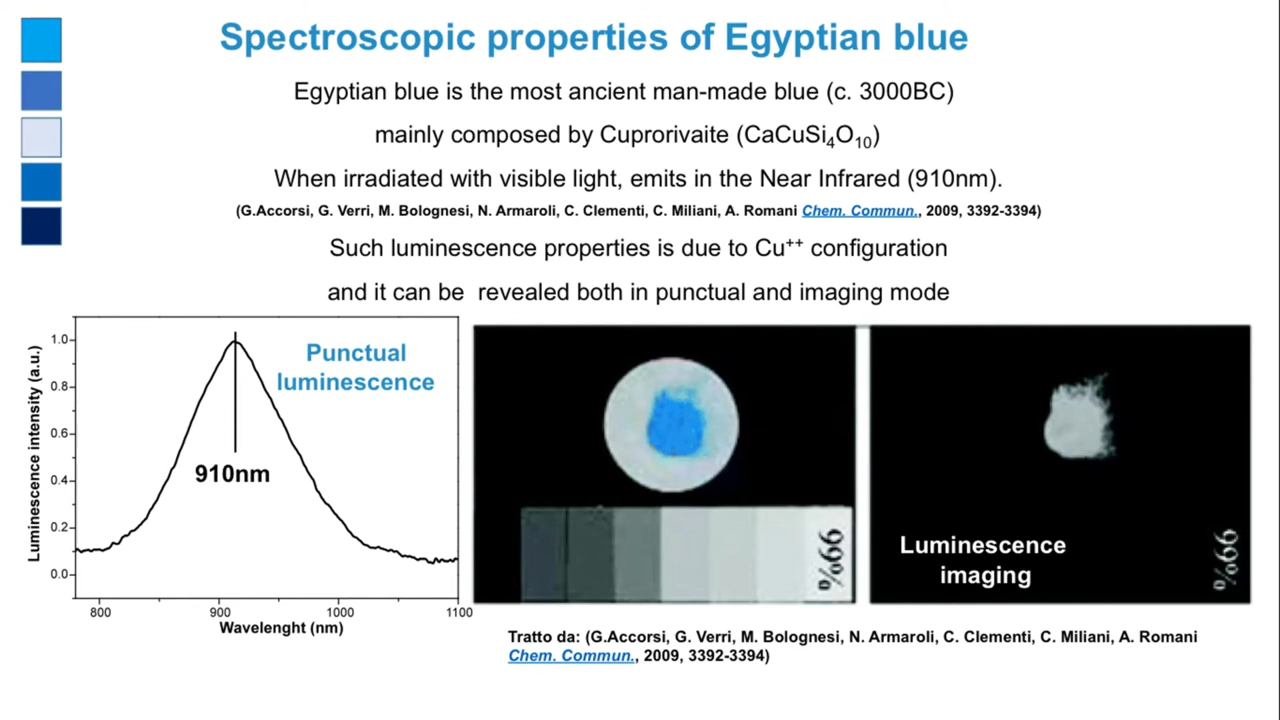 Spectroscopic properties of Egyptian blue
Egyptian blue is the most ancient man-made blue (c. 3000BC)
mainly composed by Cuprorivaite (CaCuSi₄O₁₀)
When irradiated with visible light, emits in the Near Infrared (910nm).
(G.Accorsi, G. Verri, M. Bolognesi, N. Armaroli, C. Clementi, C. Miliani, A. Romani Chem. Commun., 2009, 3392-3394)
Such luminescence properties is due to Cu⁺⁺ configuration
and it can be revealed both in punctual and imaging mode
Luminescence intensity (a.u.)
1.0
0.8
0.6
0.4
0.2
0.0
Punctual
luminescence
910nm
800
900
1000
1100
Wavelenght (nm)
99%
Luminescence
imaging
99%
Tratto da: (G.Accorsi, G. Verri, M. Bolognesi, N. Armaroli, C. Clementi, C. Miliani, A. Romani
Chem. Commun., 2009, 3392-3394)